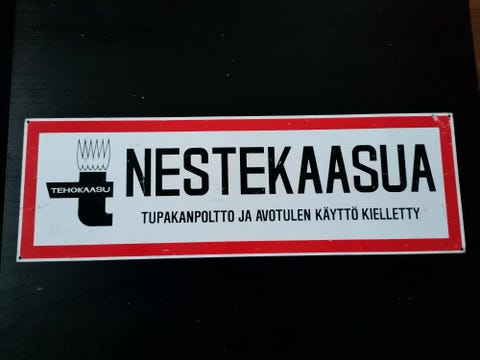 TEHOKAASU
NESTEKAASUA
TUPAKANPOLTTO JA AVOTULEN KÄYTTÖ KIELLETTY